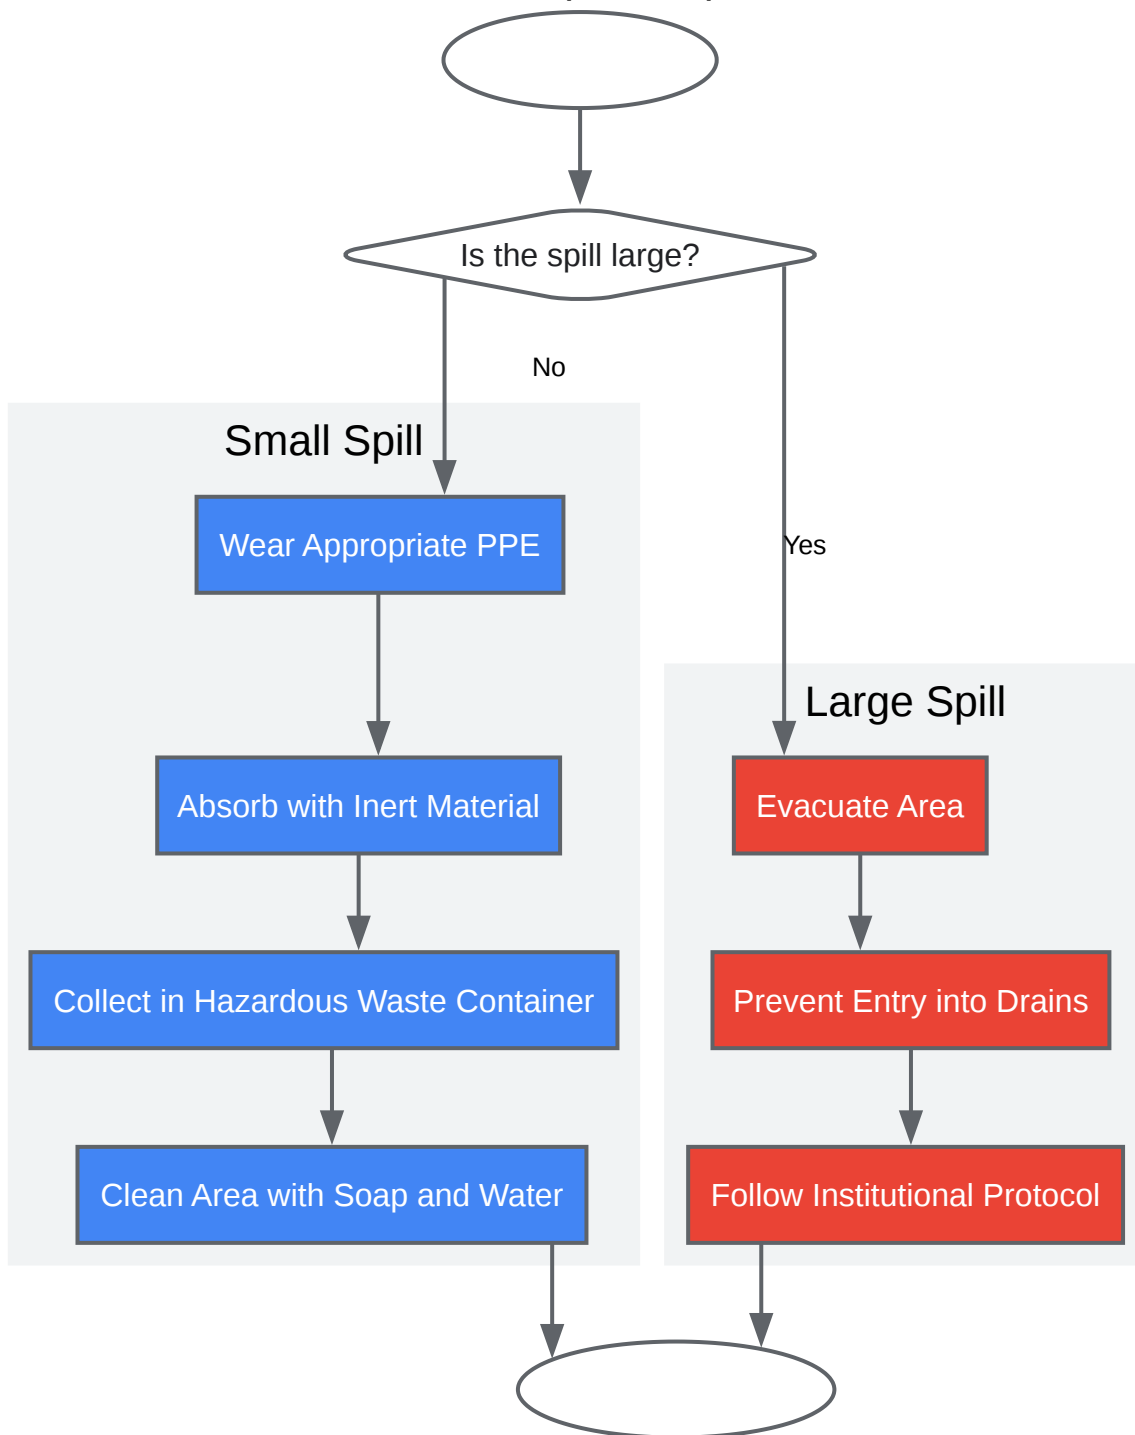 Is the spill large?
No
Small Spill
Wear Appropriate PPE
Yes
Large Spill
Absorb with Inert Material
Evacuate Area
Collect in Hazardous Waste Container
Prevent Entry into Drains
Clean Area with Soap and Water
Follow Institutional Protocol